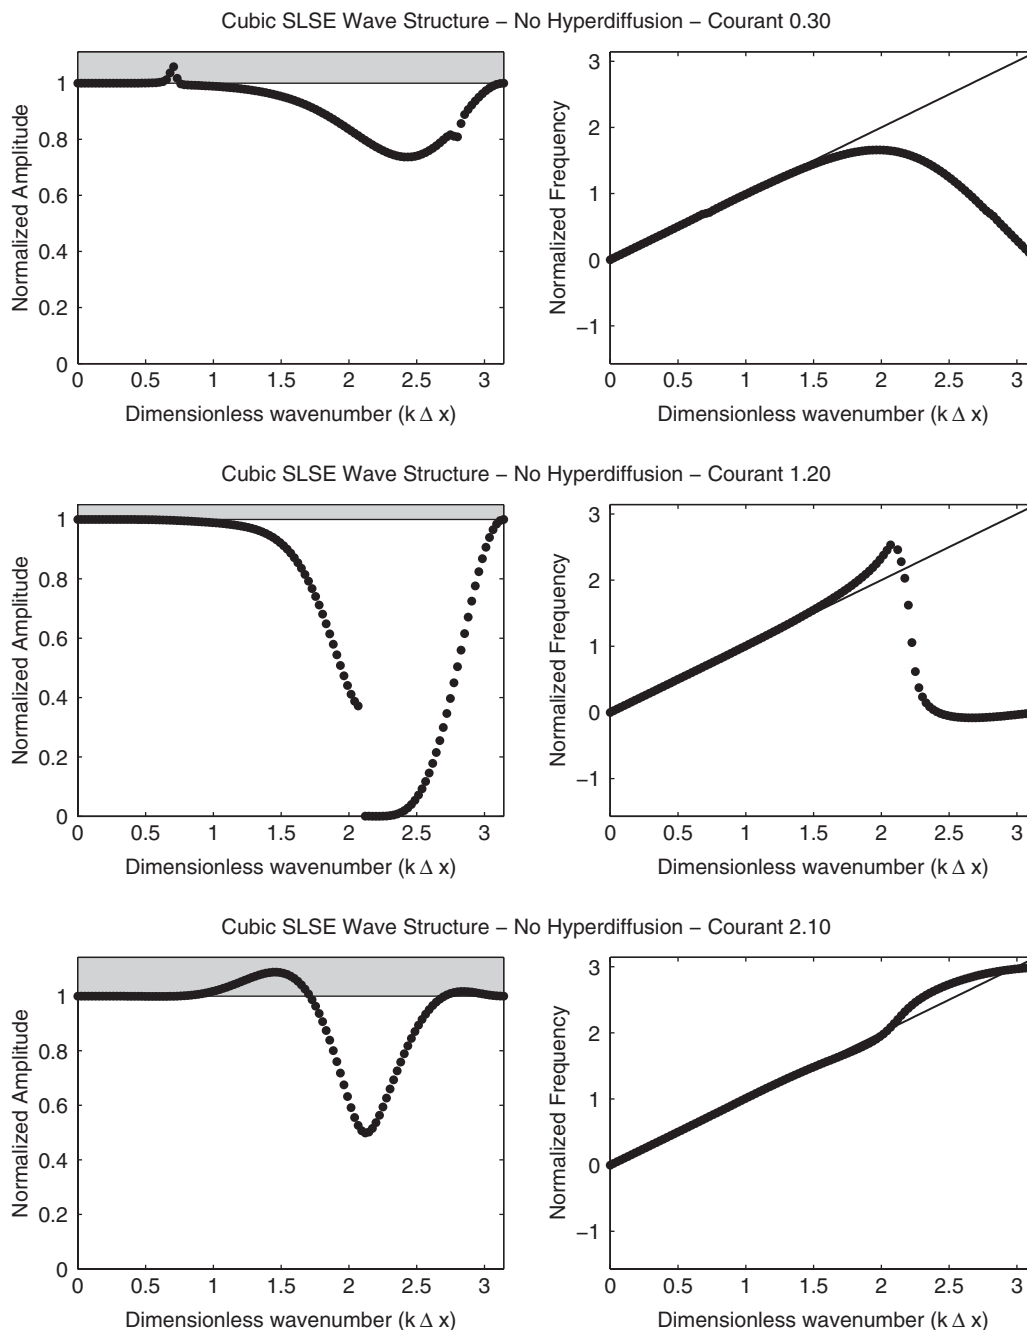 Cubic SLSE Wave Structure – No Hyperdiffusion – Courant 0.30
Normalized Amplitude
1
0.8
0.6
0.4
0.2
0
0 0.5 1 1.5 2 2.5 3
Dimensionless wavenumber (k Δ x)
Normalized Frequency
3
2
1
0
−1
0 0.5 1 1.5 2 2.5 3
Dimensionless wavenumber (k Δ x)
Cubic SLSE Wave Structure – No Hyperdiffusion – Courant 1.20
Normalized Amplitude
1
0.8
0.6
0.4
0.2
0
0 0.5 1 1.5 2 2.5 3
Dimensionless wavenumber (k Δ x)
Normalized Frequency
3
2
1
0
−1
0 0.5 1 1.5 2 2.5 3
Dimensionless wavenumber (k Δ x)
Cubic SLSE Wave Structure – No Hyperdiffusion – Courant 2.10
Normalized Amplitude
1
0.8
0.6
0.4
0.2
0
0 0.5 1 1.5 2 2.5 3
Dimensionless wavenumber (k Δ x)
Normalized Frequency
3
2
1
0
−1
0 0.5 1 1.5 2 2.5 3
Dimensionless wavenumber (k Δ x)